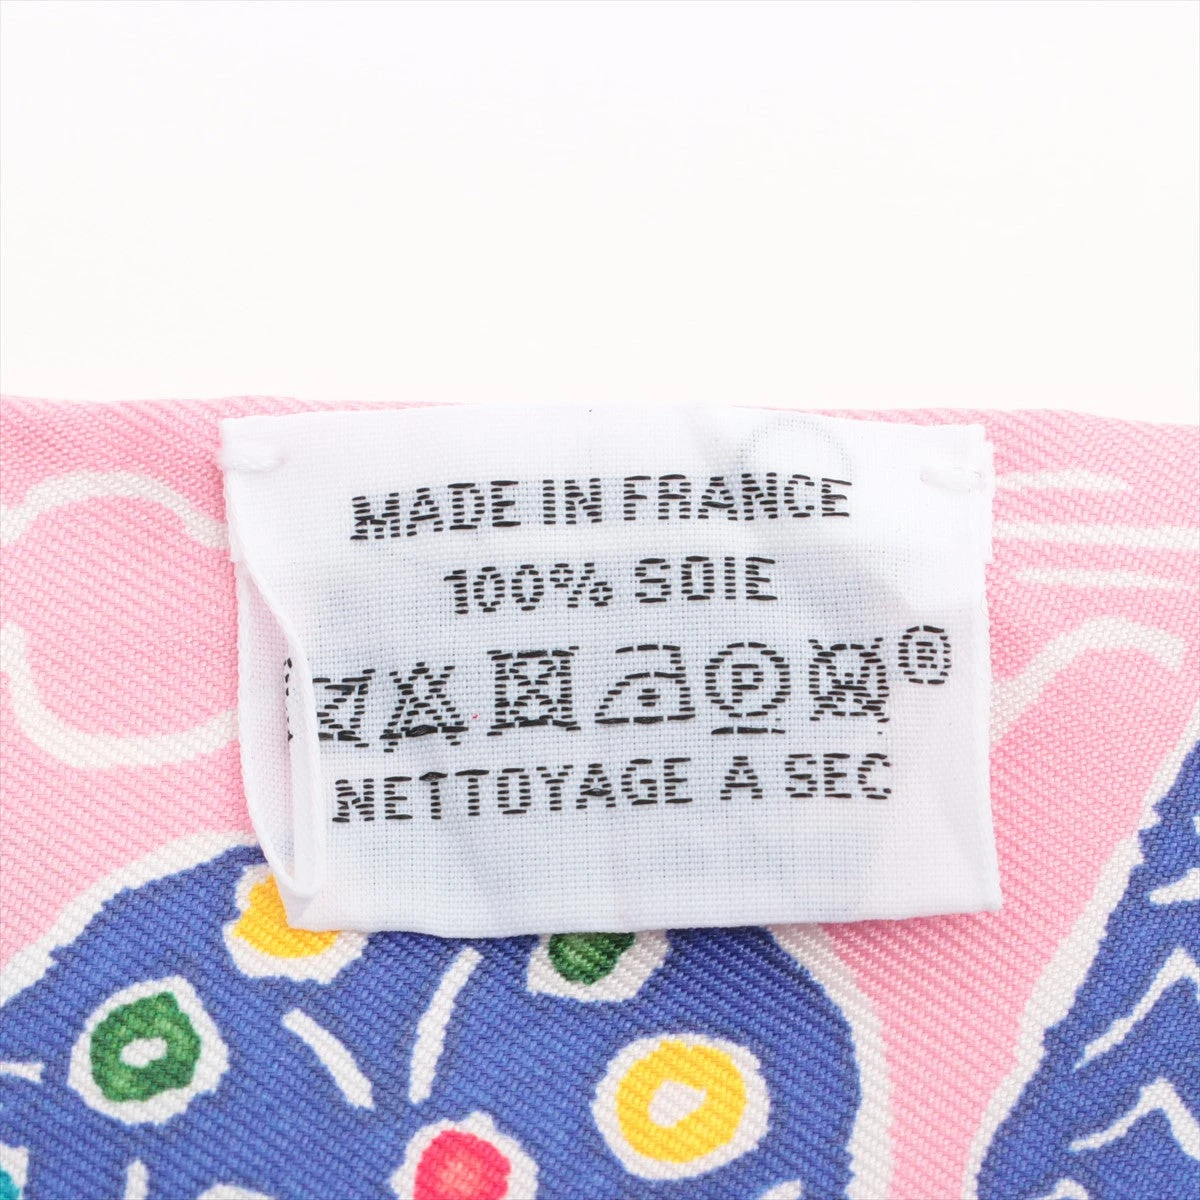 MADE IN FRANCE
100% SOIE
P ®
NETTOYAGE A SEC